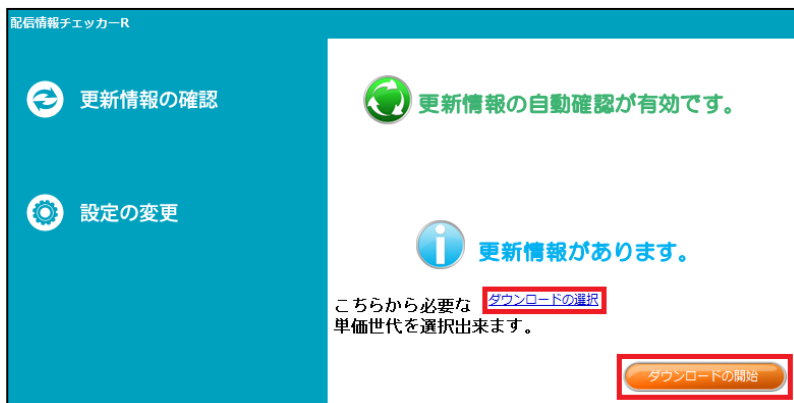 配信情報チェッカーR
更新情報の確認
更新情報の自動確認が有効です。
設定の変更
更新情報があります。
こちらから必要な ダウンロードの選択
単価世代を選択出来ます。
ダウンロードの開始